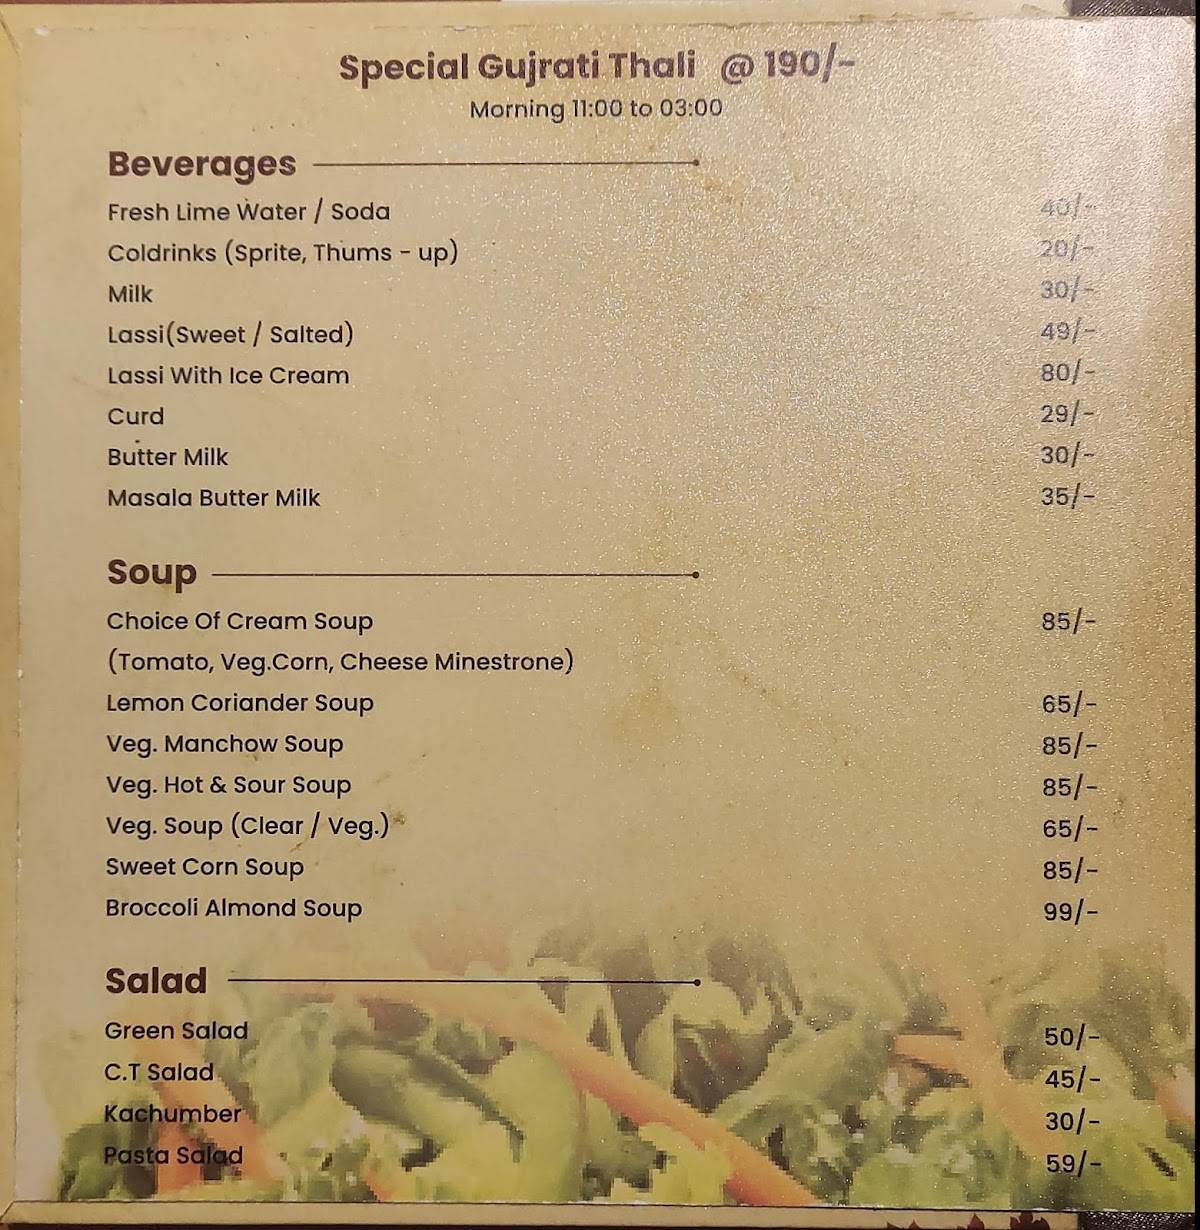 Special Gujrati Thali @ 190/-
Morning 11:00 to 03:00
Beverages
Fresh Lime Water / Soda 40/-
Coldrinks (Sprite, Thums - up) 20/-
Milk 30/-
Lassi(Sweet / Salted) 49/-
Lassi With Ice Cream 80/-
Curd 29/-
Butter Milk 30/-
Masala Butter Milk 35/-
Soup
Choice Of Cream Soup 85/-
(Tomato, Veg.Corn, Cheese Minestrone)
Lemon Coriander Soup 65/-
Veg. Manchow Soup 85/-
Veg. Hot & Sour Soup 85/-
Veg. Soup (Clear / Veg.) 65/-
Sweet Corn Soup 85/-
Broccoli Almond Soup 99/-
Salad
Green Salad 50/-
C.T Salad 45/-
Kachumber 30/-
Pasta Salad 59/-